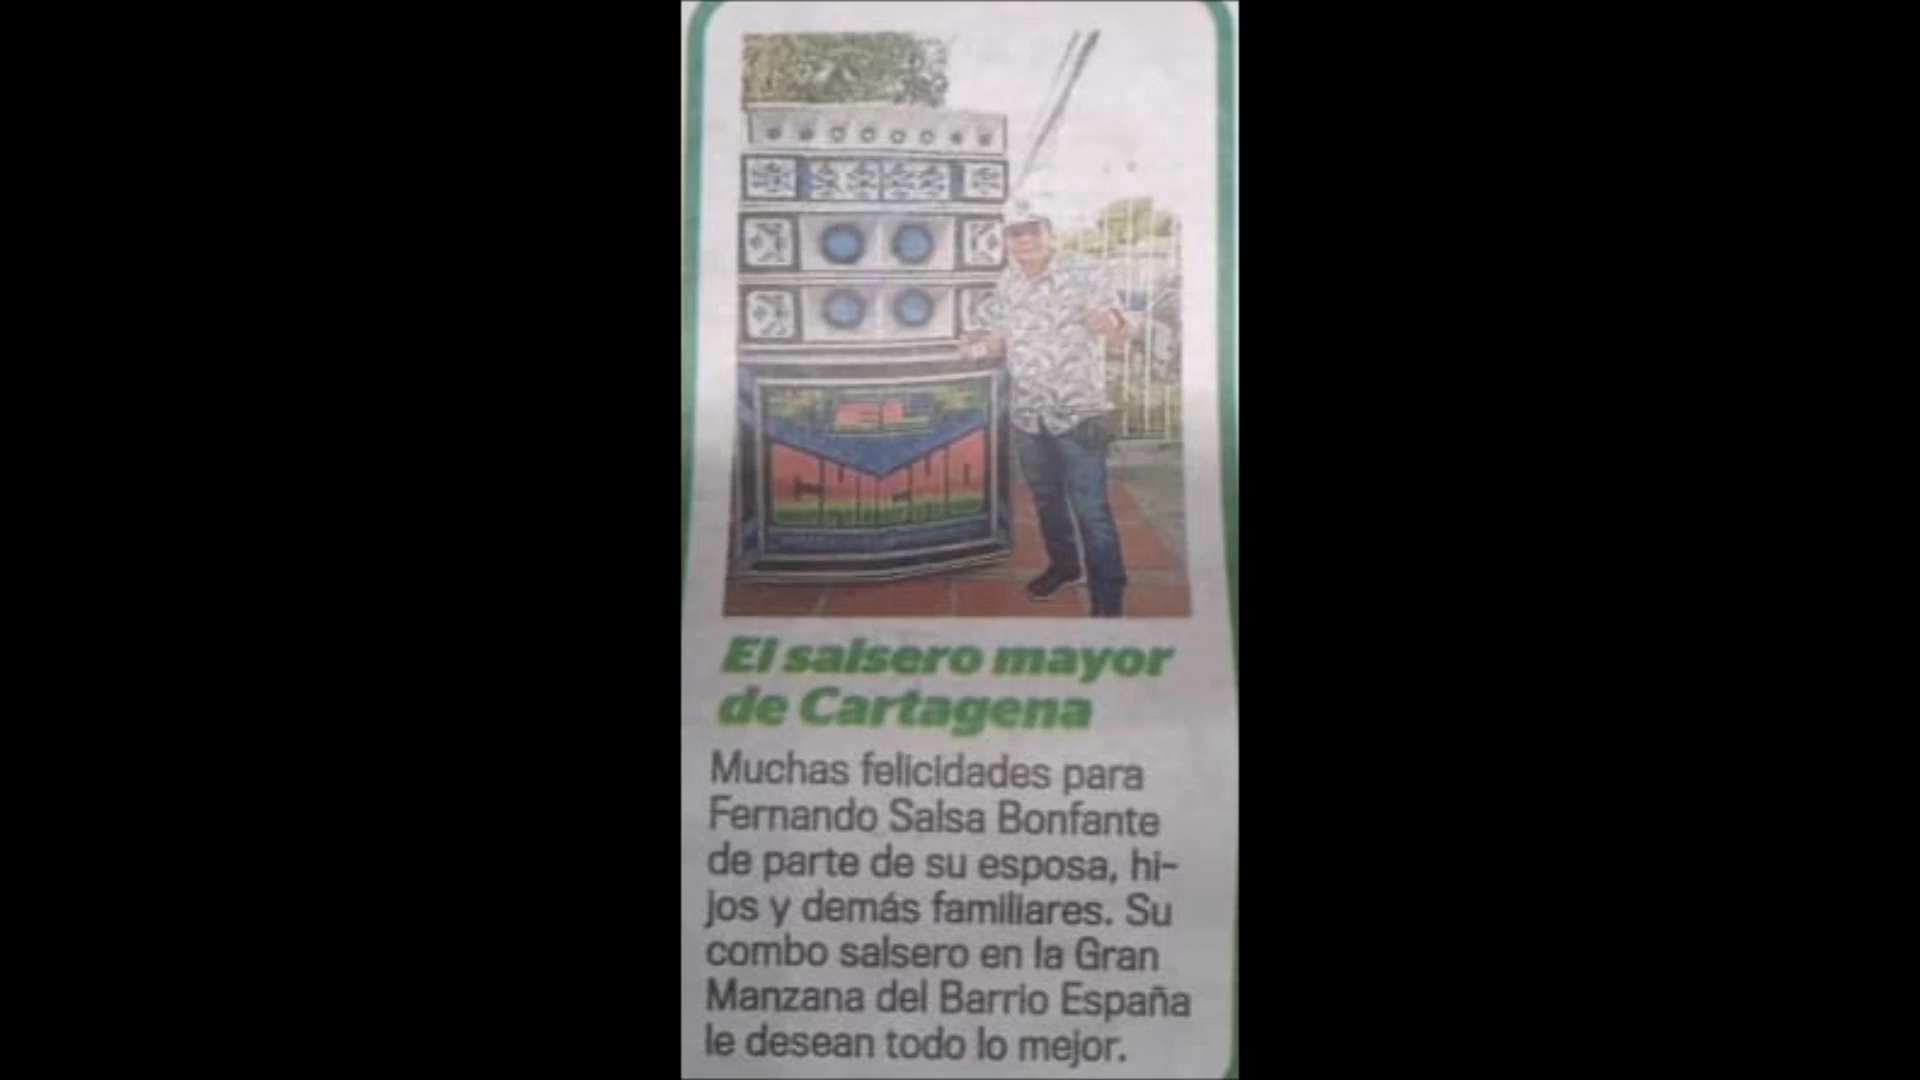 EL
El salsero mayor
de Cartagena
Muchas felicidades para
Fernando Salsa Bonfante
de parte de su esposa, hi-
jos y demás familiares. Su
combo salsero en la Gran
Manzana del Barrio España
le desean todo lo mejor.